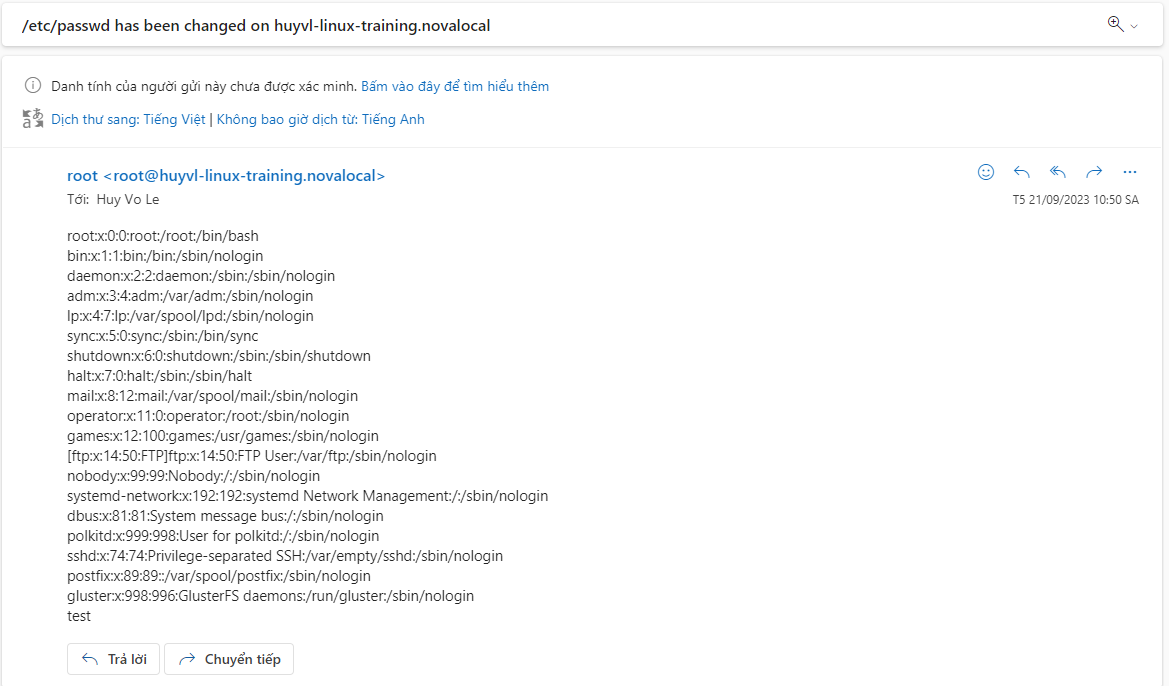 /etc/passwd has been changed on huyvl-linux-training.novalocal
Danh tính của người gửi này chưa được xác minh. Bấm vào đây để tìm hiểu thêm
Dịch thư sang: Tiếng Việt | Không bao giờ dịch từ: Tiếng Anh
root <root@huyvl-linux-training.novalocal>
Tới: Huy Vo Le
T5 21/09/2023 10:50 SA
root:x:0:0:root:/root:/bin/bash
bin:x:1:1:bin:/bin:/sbin/nologin
daemon:x:2:2:daemon:/sbin:/sbin/nologin
adm:x:3:4:adm:/var/adm:/sbin/nologin
lp:x:4:7:lp:/var/spool/lpd:/sbin/nologin
sync:x:5:0:sync:/sbin:/bin/sync
shutdown:x:6:0:shutdown:/sbin:/sbin/shutdown
halt:x:7:0:halt:/sbin:/sbin/halt
mail:x:8:12:mail:/var/spool/mail:/sbin/nologin
operator:x:11:0:operator:/root:/sbin/nologin
games:x:12:100:games:/usr/games:/sbin/nologin
[ftp:x:14:50:FTP]ftp:x:14:50:FTP User:/var/ftp:/sbin/nologin
nobody:x:99:99:Nobody:/:/sbin/nologin
systemd-network:x:192:192:systemd Network Management:/:/sbin/nologin
dbus:x:81:81:System message bus:/:/sbin/nologin
polkitd:x:999:998:User for polkitd:/:/sbin/nologin
sshd:x:74:74:Privilege-separated SSH:/var/empty/sshd:/sbin/nologin
postfix:x:89:89::/var/spool/postfix:/sbin/nologin
gluster:x:998:996:GlusterFS daemons:/run/gluster:/sbin/nologin
test
Trả lời
Chuyển tiếp